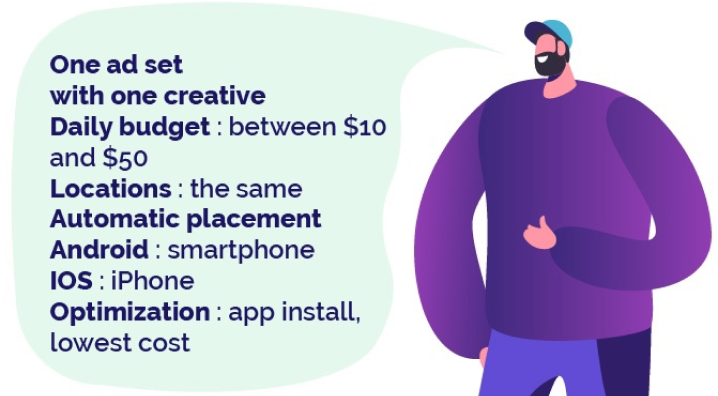 One ad set
with one creative
Daily budget : between $10
and $50
Locations : the same
Automatic placement
Android : smartphone
IOS : iPhone
Optimization : app install,
lowest cost